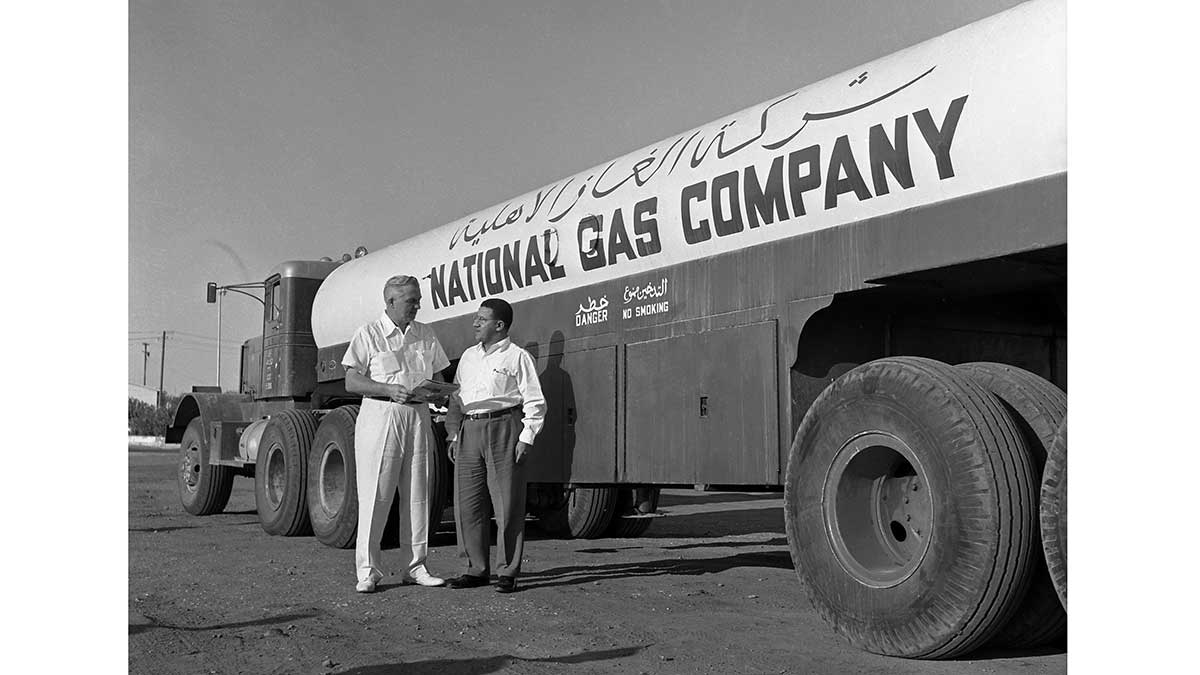 شركة الغاز الاهلية
NATIONAL GAS COMPANY
خطر
DANGER
التدخين ممنوع
NO SMOKING